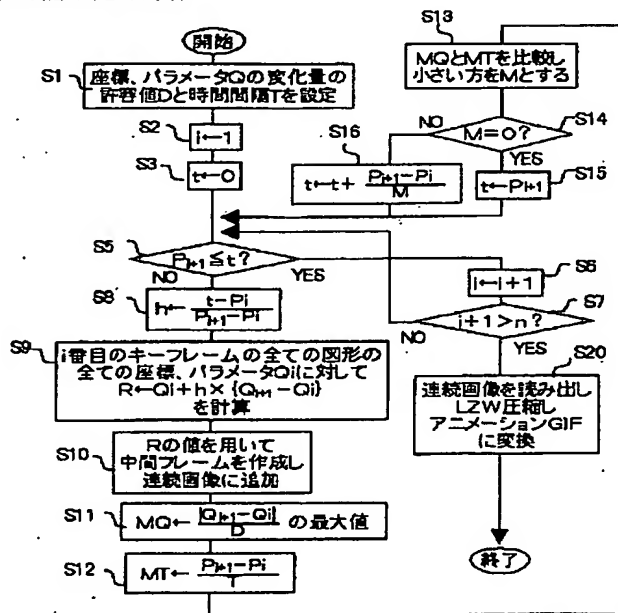 開始
S1
座標、パラメータQの変化量の
許容値Dと時間間隔Tを設定
S2
i←1
S3
t←0
S5
Pi+1≦t?
NO
YES
S8
h← t-Pi / Pi+1-Pi
S9
i番目のキーフレームの全ての図形の
全ての座標、パラメータQiに対して
R←Qi+h×{Qi+1-Qi}
を計算
S10
Rの値を用いて
中間フレームを作成し
連続画像に追加
S11
MQ← |Qi+1-Qi| / D の最大値
S12
MT← Pi+1-Pi / T
S13
MQとMTを比較し
小さい方をMとする
S14
M=0?
NO
YES
S16
t←t+ Pi+1-Pi / M
S15
t←Pi+1
S6
i←i+1
S7
i+1>n?
NO
YES
S20
連続画像を読み出し
LZW圧縮し
アニメーションGIF
に変換
終了